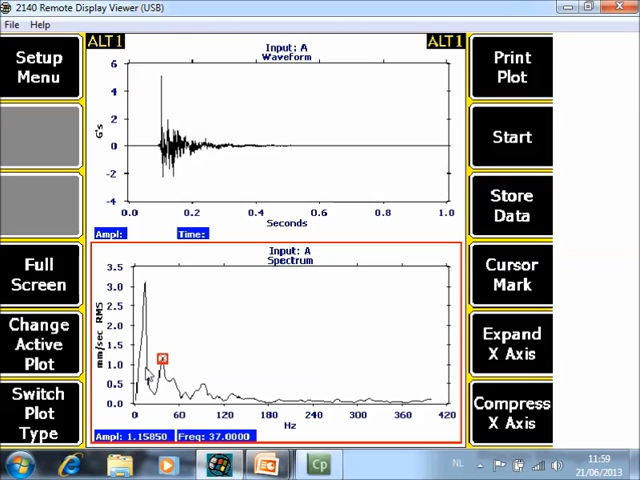 2140 Remote Display Viewer (USB)
File Help
Setup
Menu
Full
Screen
Change
Active
Plot
Switch
Plot
Type
ALT1
ALT1
Input: A
Waveform
6
4
2
0
-2
-4
G's
0.0 0.2 0.4 0.6 0.8 1.0
Seconds
Ampl: Time:
Input: A
Spectrum
3.5
3.0
2.5
2.0
1.5
1.0
0.5
0.0
mm/sec RMS
0 60 120 180 240 300 360 420
Hz
Ampl: 1.15850 Freq: 37.0000
Print
Plot
Start
Store
Data
Cursor
Mark
Expand
X Axis
Compress
X Axis
Cp
NL
11:59
21/06/2013